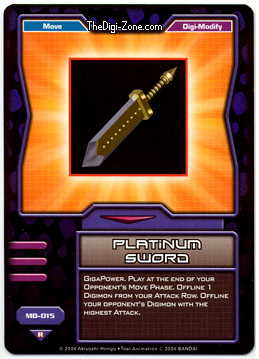 TheDigi-Zone.com
Move
Digi-Modify
Platinum
Sword
GigaPower. Play at the end of your
Opponent's Move Phase. Offline 1
Digimon from your Attack Row. Offline
your opponent's Digimon with the
highest Attack.
MD-015
R
© 2004 Akiyoshi Hongo • Toei Animation © 2004 BANDAI